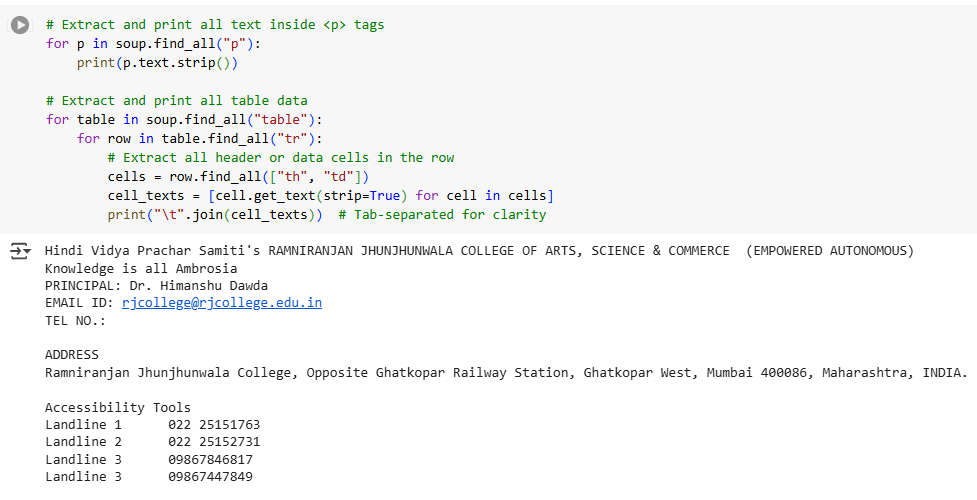 # Extract and print all text inside <p> tags
for p in soup.find_all("p"):
    print(p.text.strip())

# Extract and print all table data
for table in soup.find_all("table"):
    for row in table.find_all("tr"):
        # Extract all header or data cells in the row
        cells = row.find_all(["th", "td"])
        cell_texts = [cell.get_text(strip=True) for cell in cells]
        print("\t".join(cell_texts))  # Tab-separated for clarity
Hindi Vidya Prachar Samiti's RAMNIRANJAN JHUNJHUNWALA COLLEGE OF ARTS, SCIENCE & COMMERCE  (EMPOWERED AUTONOMOUS)
Knowledge is all Ambrosia
PRINCIPAL: Dr. Himanshu Dawda
EMAIL ID: rjcollege@rjcollege.edu.in
TEL NO.:

ADDRESS
Ramniranjan Jhunjhunwala College, Opposite Ghatkopar Railway Station, Ghatkopar West, Mumbai 400086, Maharashtra, INDIA.

Accessibility Tools
Landline 1      022 25151763
Landline 2      022 25152731
Landline 3      09867846817
Landline 3      09867447849